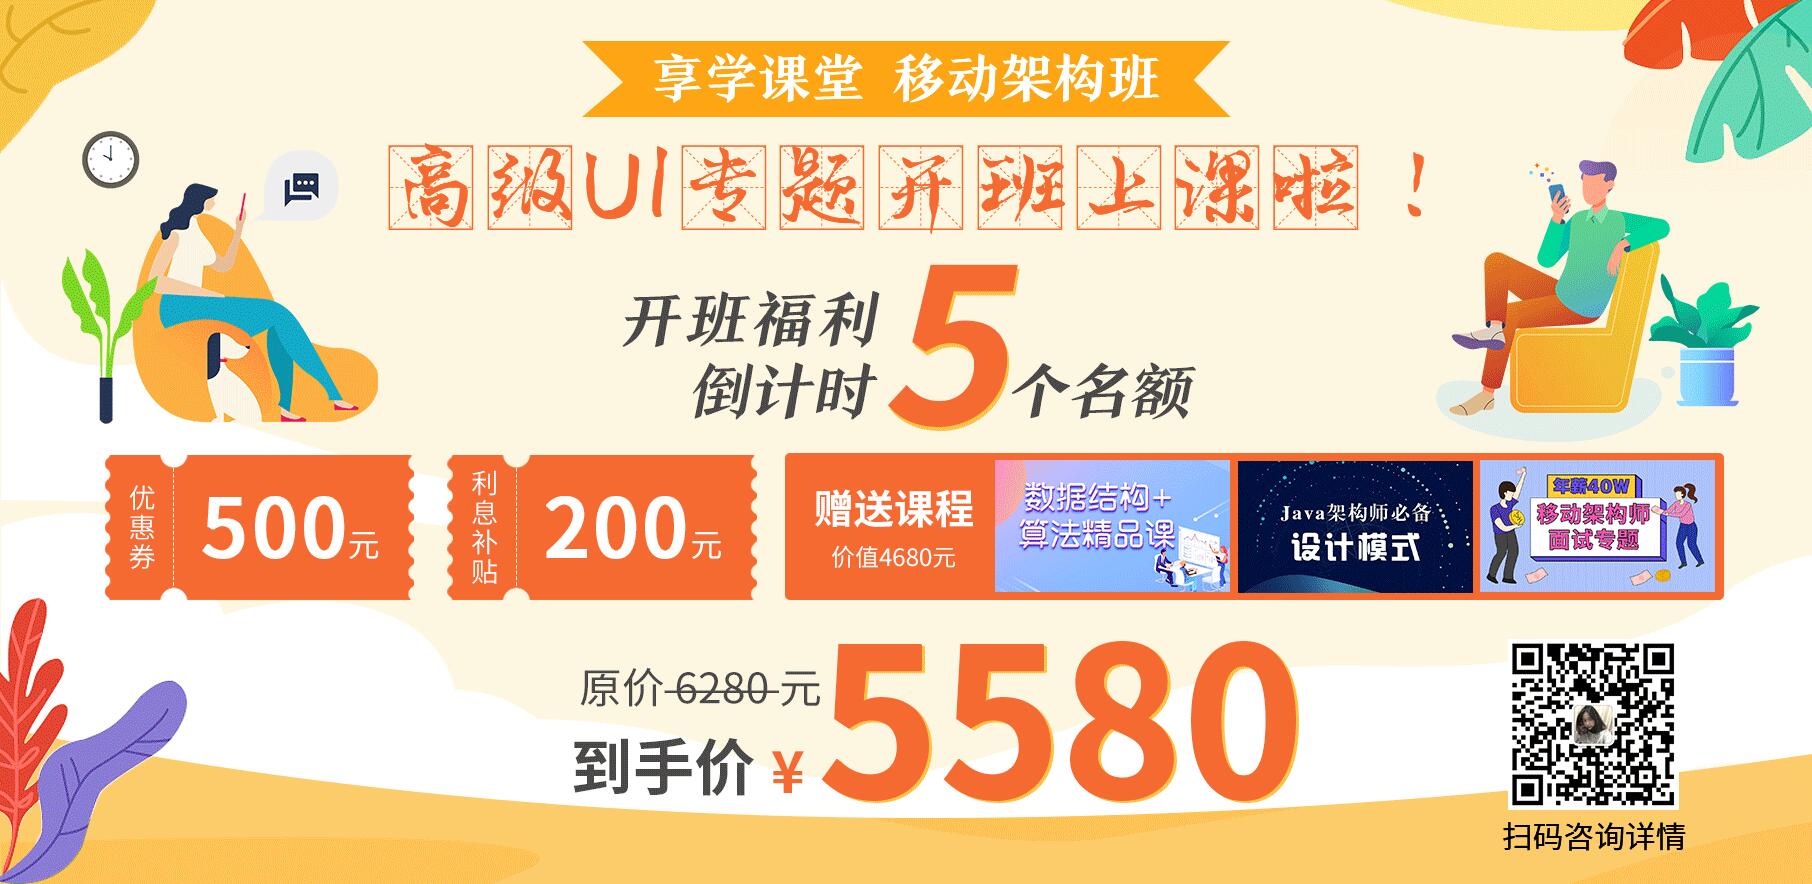 享学课堂 移动架构班
高级UI专题开班上课啦！
开班福利
倒计时5个名额
优惠券 500元
利息补贴 200元
赠送课程
价值4680元
数据结构+
算法精品课
Java架构师必备
设计模式
年薪40W
移动架构师
面试专题
原价 6280 元
到手价 ¥5580
扫码咨询详情